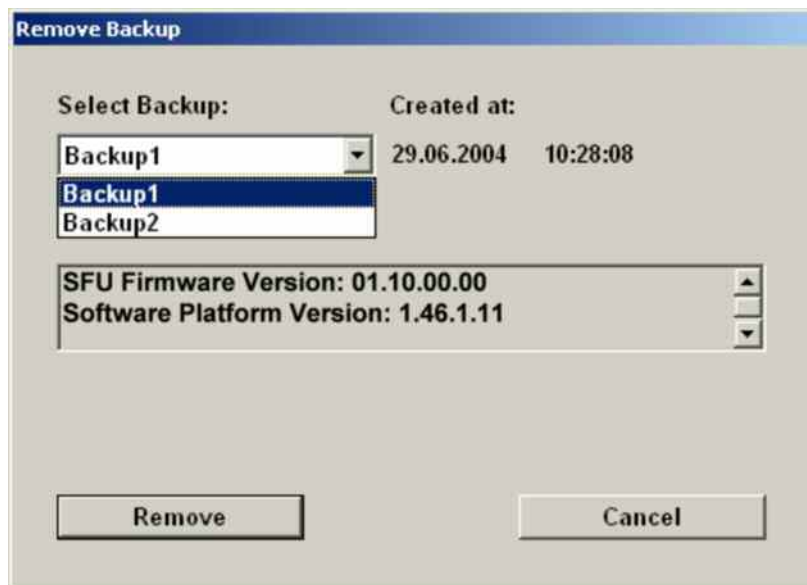 Remove Backup
Select Backup: Created at:
Backup1 29.06.2004 10:28:08
Backup1
Backup2
SFU Firmware Version: 01.10.00.00
Software Platform Version: 1.46.1.11
Remove Cancel